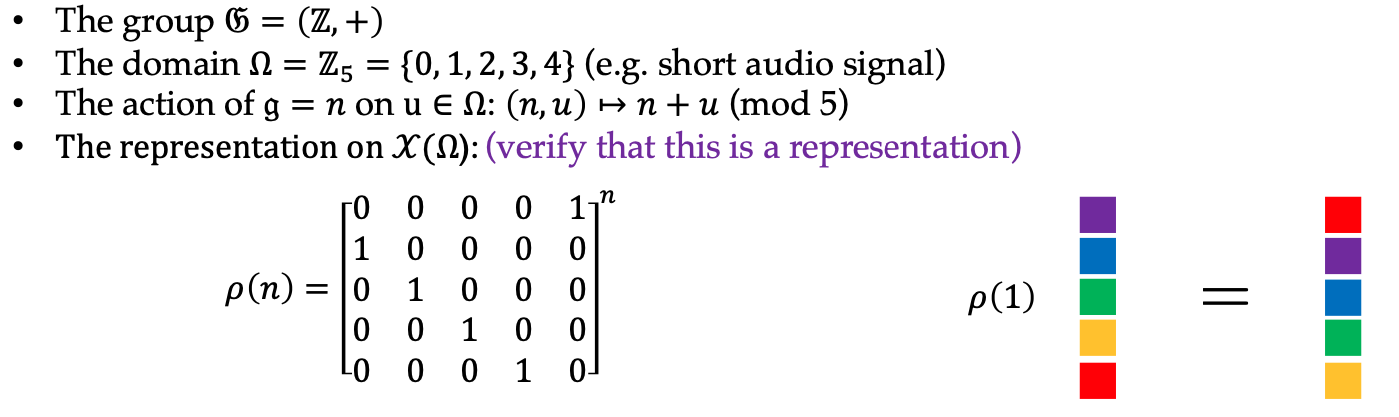 • The group 𝔊 = (ℤ, +)
• The domain Ω = ℤ₅ = {0, 1, 2, 3, 4} (e.g. short audio signal)
• The action of 𝔤 = n on u ∈ Ω: (n, u) ↦ n + u (mod 5)
• The representation on 𝒳(Ω): (verify that this is a representation)
0 0 0 0 1 n
1 0 0 0 0
ρ(n) = 0 1 0 0 0 ρ(1) =
0 0 1 0 0
0 0 0 1 0